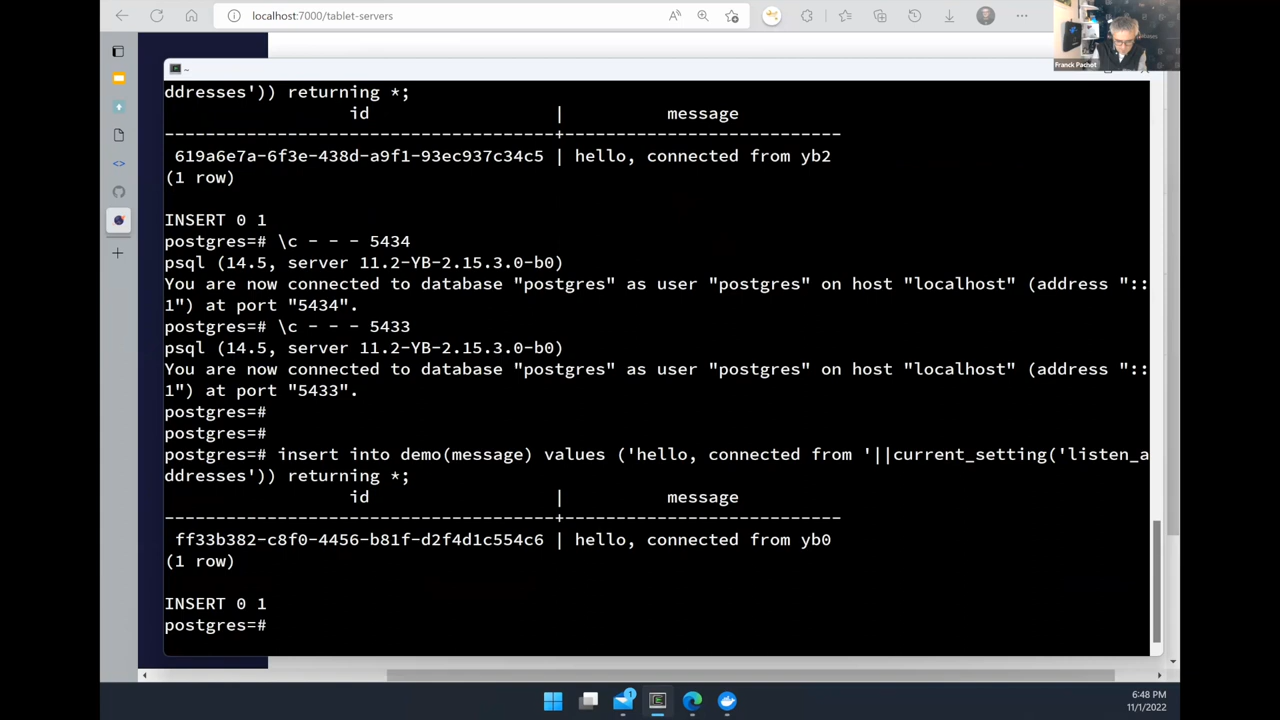 localhost:7000/tablet-servers
Franck Pachot
ddresses')) returning *;
id | message
--------------------------------------+---------------------------
619a6e7a-6f3e-438d-a9f1-93ec937c34c5 | hello, connected from yb2
(1 row)
INSERT 0 1
postgres=# \c - - - 5434
psql (14.5, server 11.2-YB-2.15.3.0-b0)
You are now connected to database "postgres" as user "postgres" on host "localhost" (address "::
1") at port "5434".
postgres=# \c - - - 5433
psql (14.5, server 11.2-YB-2.15.3.0-b0)
You are now connected to database "postgres" as user "postgres" on host "localhost" (address "::
1") at port "5433".
postgres=#
postgres=#
postgres=# insert into demo(message) values ('hello, connected from '||current_setting('listen_a
ddresses')) returning *;
id | message
--------------------------------------+---------------------------
ff33b382-c8f0-4456-b81f-d2f4d1c554c6 | hello, connected from yb0
(1 row)
INSERT 0 1
postgres=#
1
6:48 PM
11/1/2022